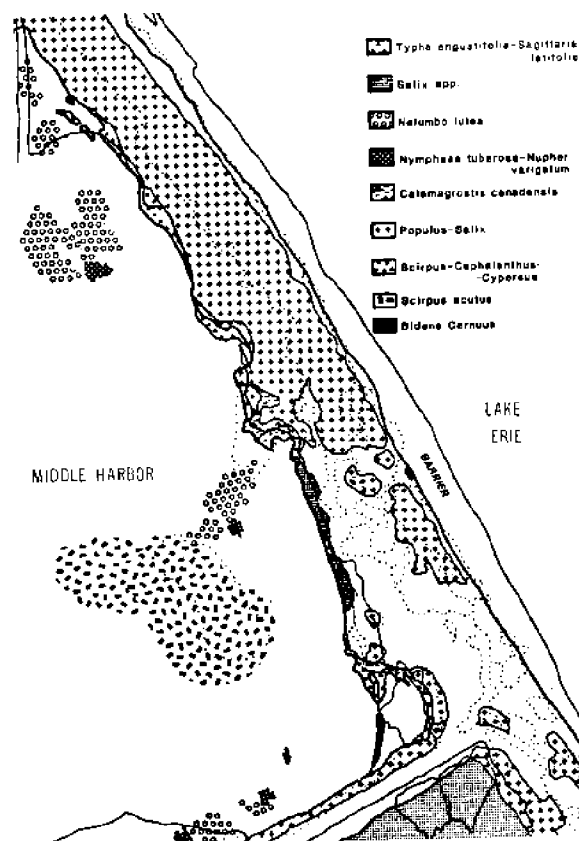 Typha angustifolia-Sagittaria
latifolia
Salix spp.
Nelumbo lutea
Nymphaea tuberosa-Nuphar
varigatum
Calamagrostis canadensis
Populus-Salix
Scirpus-Cephalanthus-
-Cyperus
Scirpus acutus
Bidens Cernuus
LAKE
ERIE
BARRIER
MIDDLE HARBOR